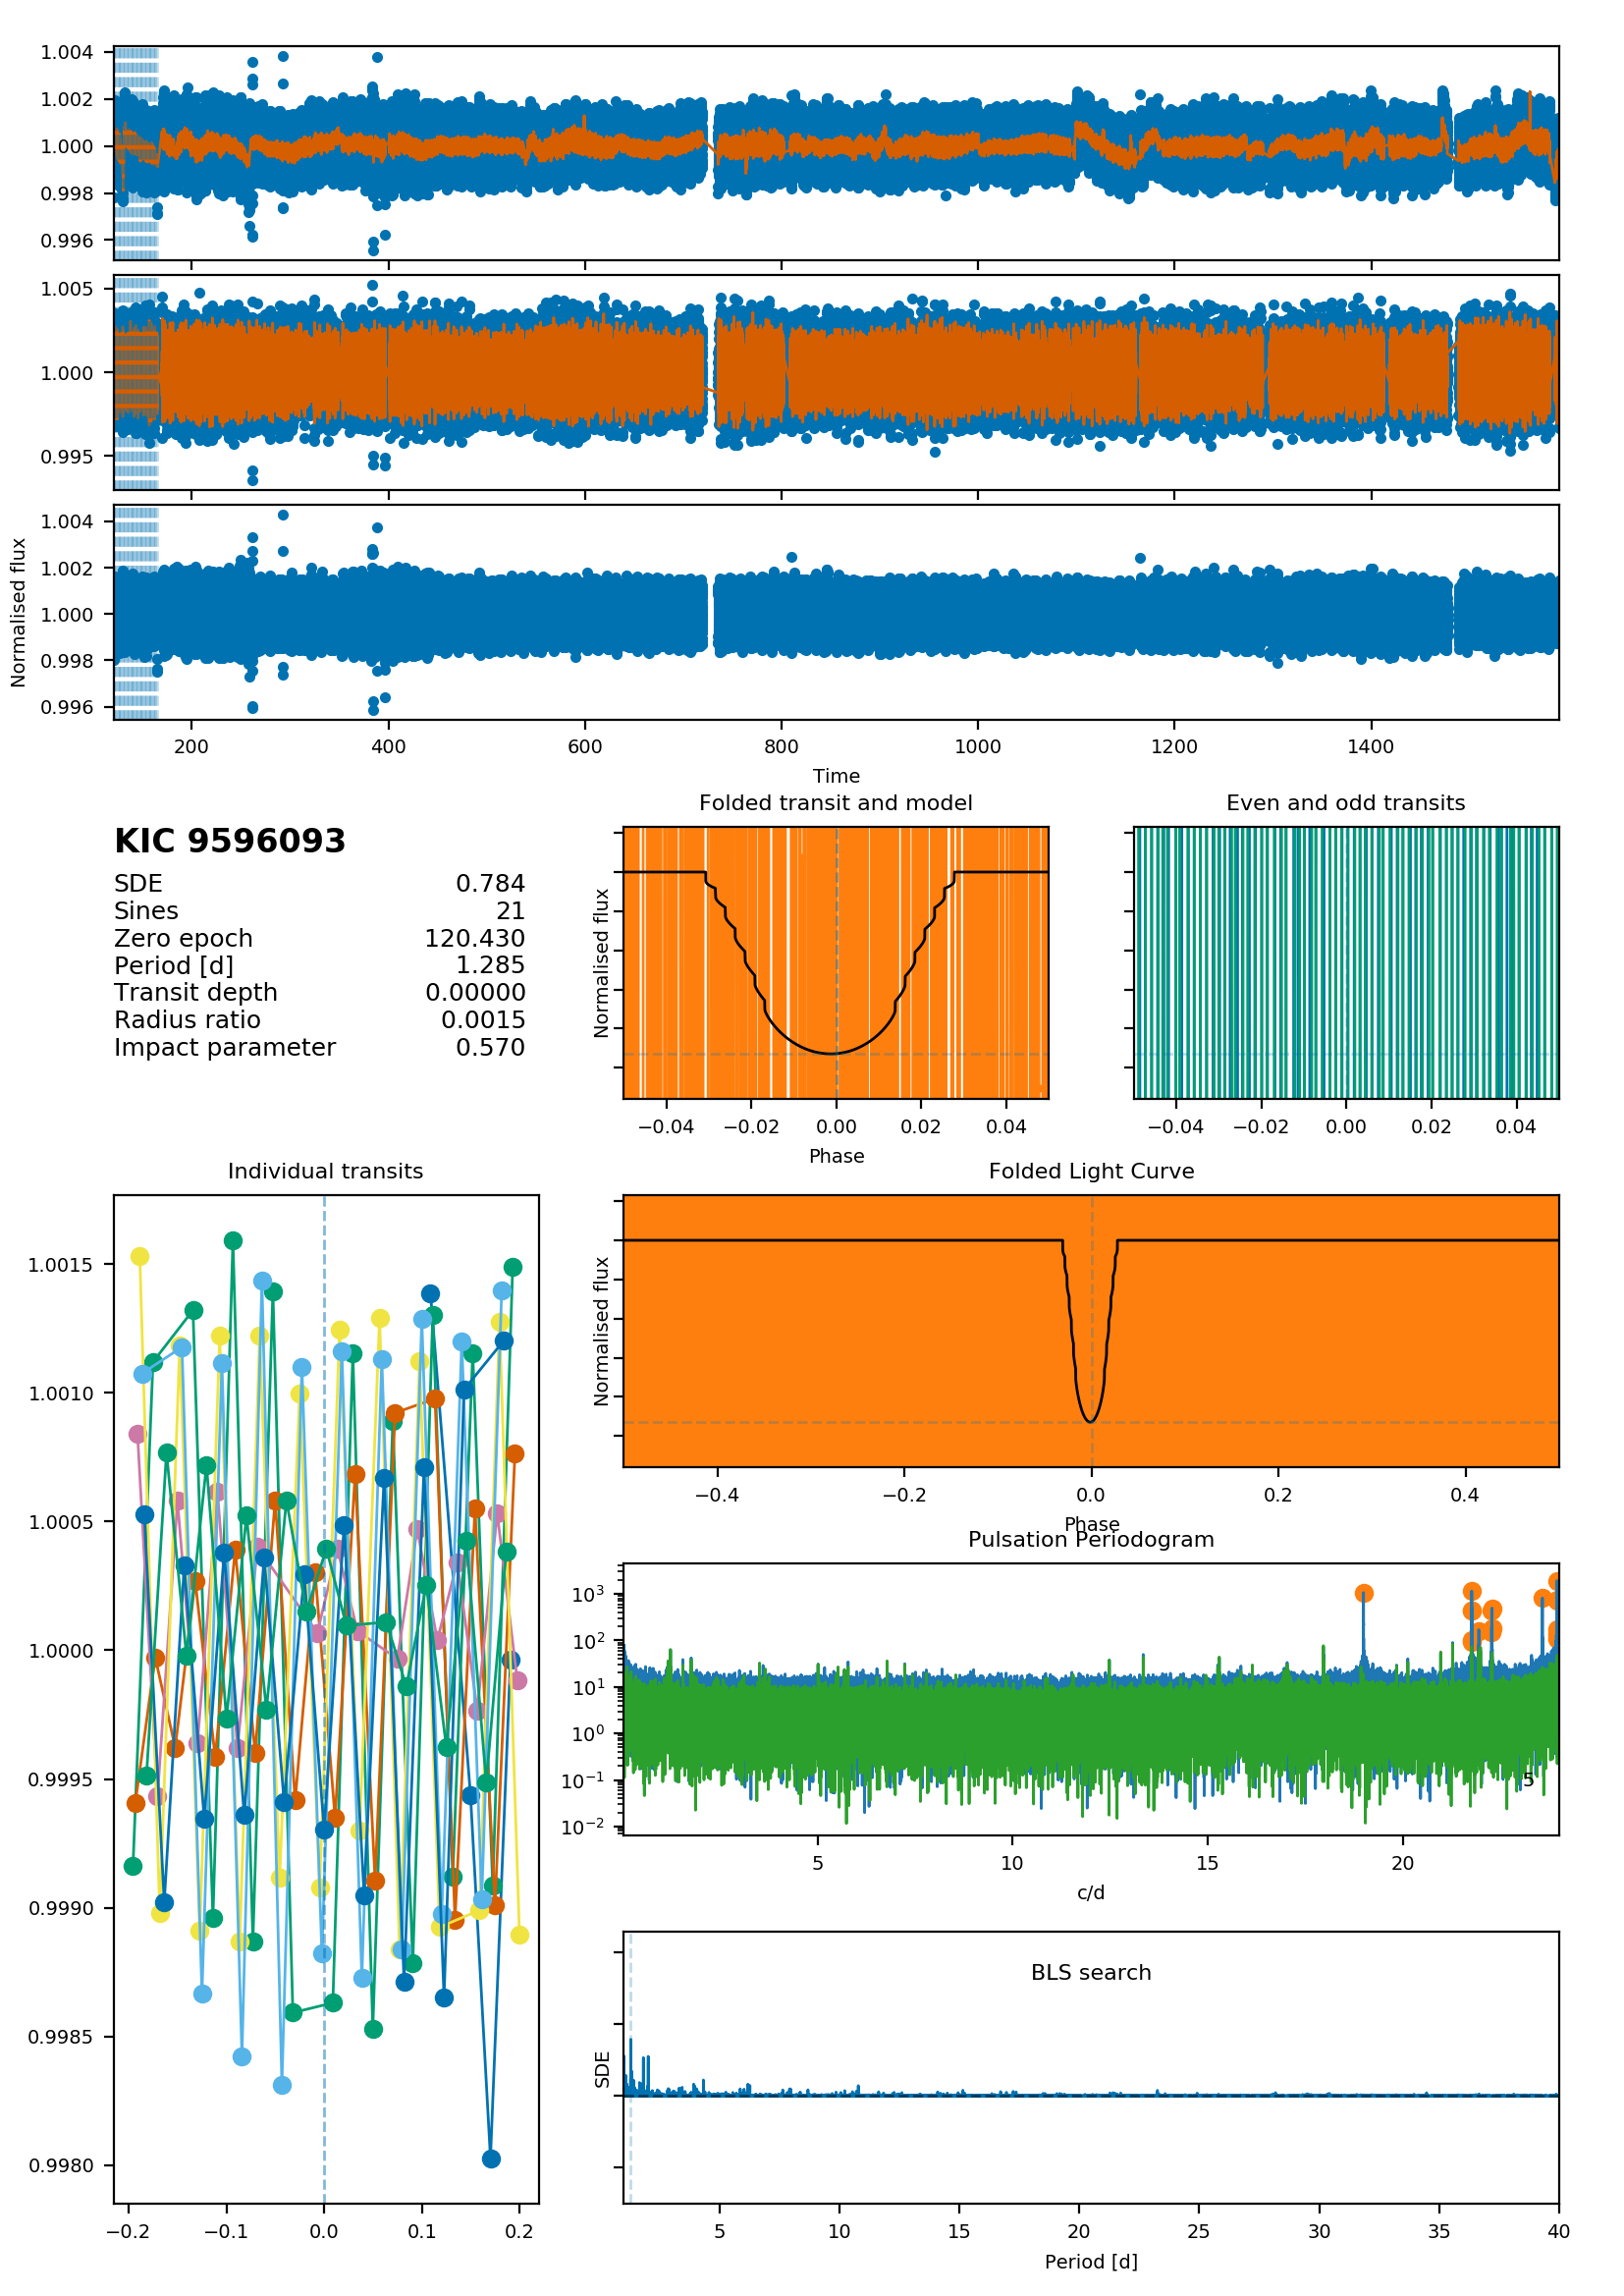 1.004
1.002
1.000
0.998
0.996
1.005
1.000
0.995
1.004
1.002
1.000
0.998
0.996
Normalised flux
200 400 600 800 1000 1200 1400
Time
KIC 9596093
SDE 0.784
Sines 21
Zero epoch 120.430
Period [d] 1.285
Transit depth 0.00000
Radius ratio 0.0015
Impact parameter 0.570
Folded transit and model
Normalised flux
−0.04 −0.02 0.00 0.02 0.04
Phase
Even and odd transits
−0.04 −0.02 0.00 0.02 0.04
Individual transits
1.0015
1.0010
1.0005
1.0000
0.9995
0.9990
0.9985
0.9980
−0.2 −0.1 0.0 0.1 0.2
Folded Light Curve
Normalised flux
−0.4 −0.2 0.0 0.2 0.4
Phase
Pulsation Periodogram
10³
10²
10¹
10⁰
10⁻¹
10⁻²
5
5 10 15 20
c/d
BLS search
SDE
5 10 15 20 25 30 35 40
Period [d]